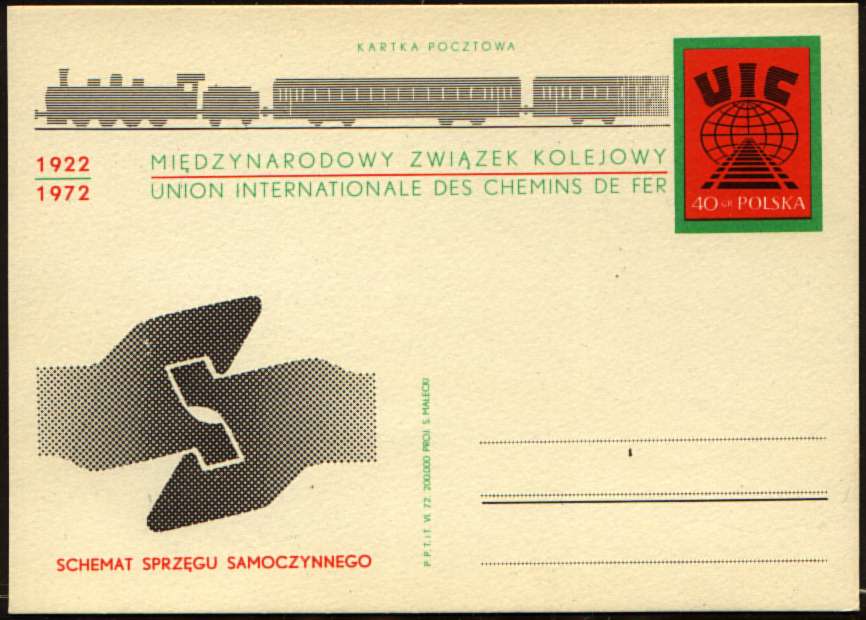 KARTKA POCZTOWA
UIC
40 GR POLSKA
1922
1972
MIĘDZYNARODOWY ZWIĄZEK KOLEJOWY
UNION INTERNATIONALE DES CHEMINS DE FER
SCHEMAT SPRZĘGU SAMOCZYNNEGO
P.P.T. i T. VI. 72. 200.000 PROJ. S. MAŁECKI